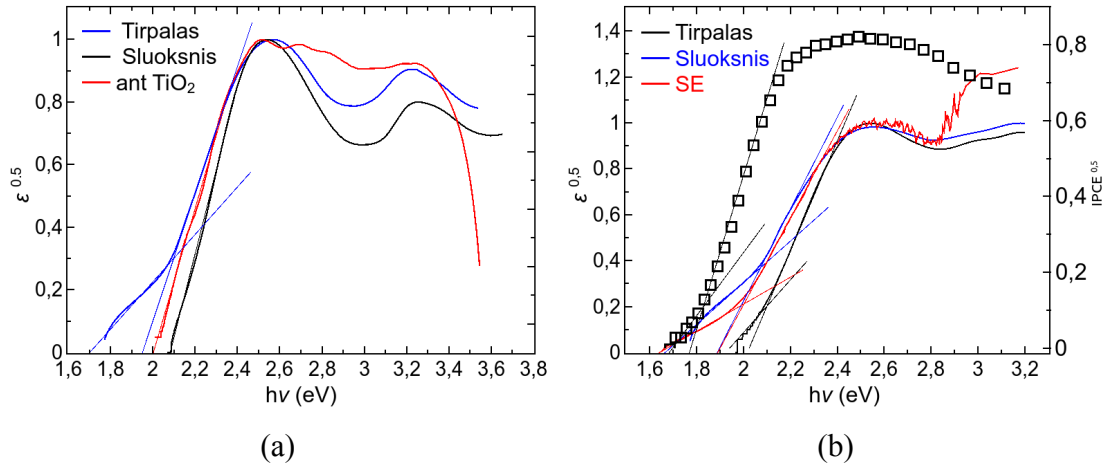 Tirpalas
Sluoksnis
ant TiO₂
ε 0,5
1
0,8
0,6
0,4
0,2
0
1,6 1,8 2 2,2 2,4 2,6 2,8 3 3,2 3,4 3,6 3,8
hν (eV)
(a)
Tirpalas
Sluoksnis
SE
ε 0,5
1,4
1,2
1
1,8
1,6
1,4
0,2
0
0,8
0,6
0,4
0,2
0
IPCE 0,5
1,6 1,8 2 2,2 2,4 2,6 2,8 3 3,2
hν (eV)
(b)